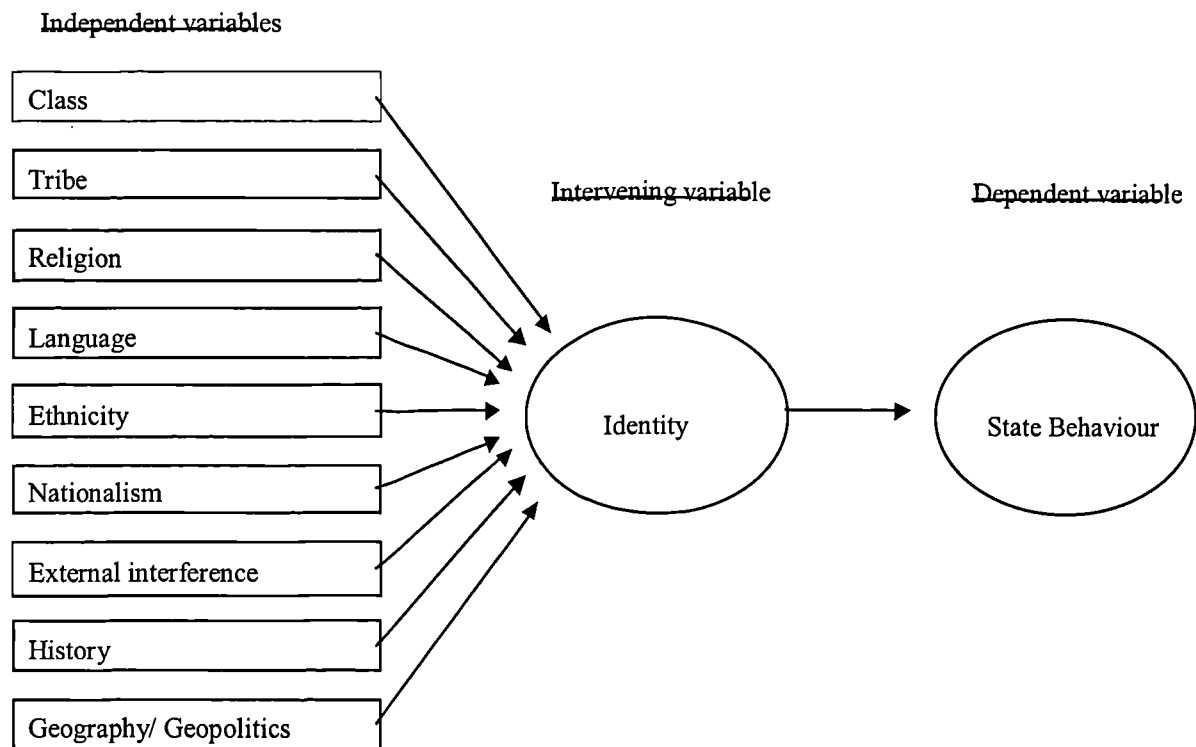 Independent variables
Class
Tribe
Intervening variable
Dependent variable
Religion
Language
Ethnicity
Identity
State Behaviour
Nationalism
External interference
History
Geography/ Geopolitics